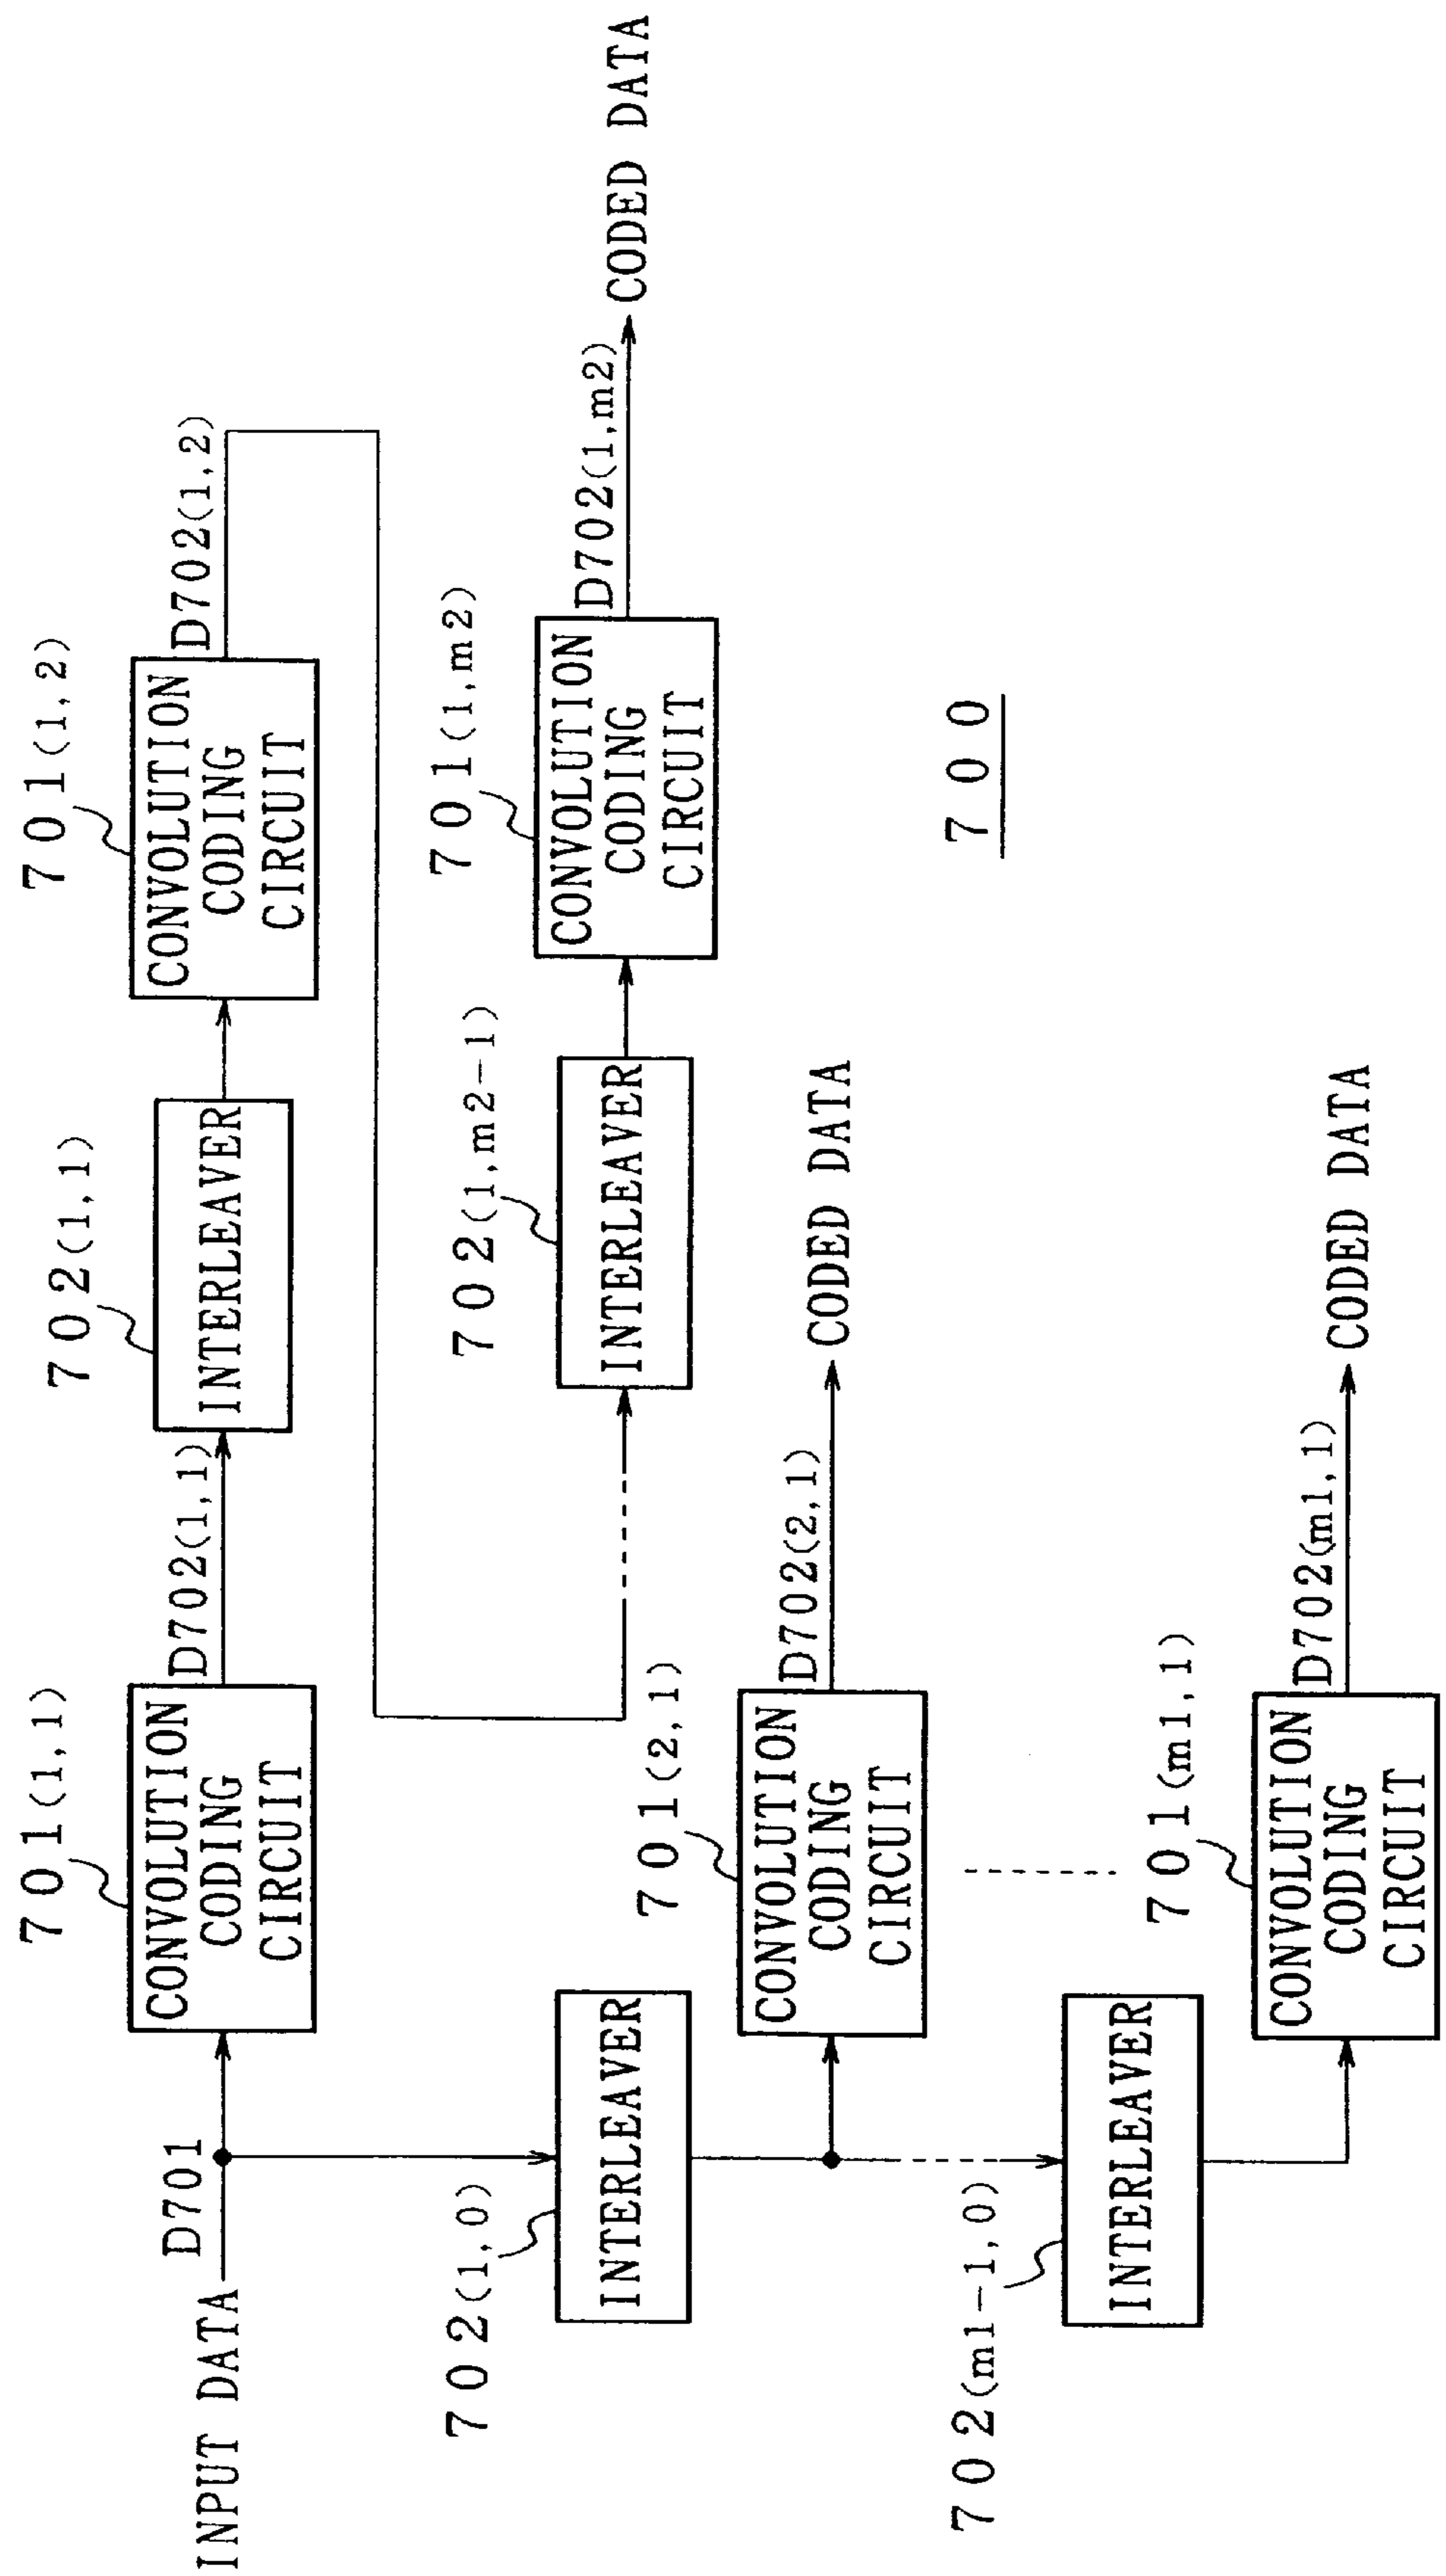 701(1,1)
702(1,1)
701(1,2)
INPUT DATA
D701
CONVOLUTION
CODING
CIRCUIT
D702(1,1)
INTERLEAVER
CONVOLUTION
CODING
CIRCUIT
D702(1,2)
702(1,m2-1)
701(1,m2)
702(1,0)
INTERLEAVER
INTERLEAVER
CONVOLUTION
CODING
CIRCUIT
D702(1,m2)
CODED DATA
701(2,1)
CONVOLUTION
CODING
CIRCUIT
D702(2,1)
CODED DATA
702(m1-1,0)
700
INTERLEAVER
701(m1,1)
CONVOLUTION
CODING
CIRCUIT
D702(m1,1)
CODED DATA